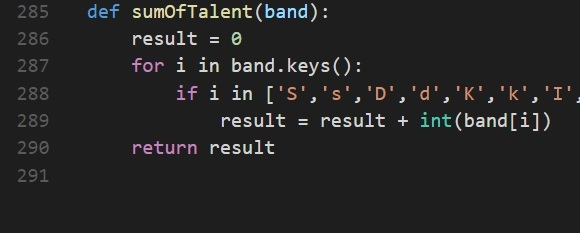 285 def sumOfTalent(band):
286 result = 0
287 for i in band.keys():
288 if i in ['S','s','D','d','K','k','I',
289 result = result + int(band[i])
290 return result
291